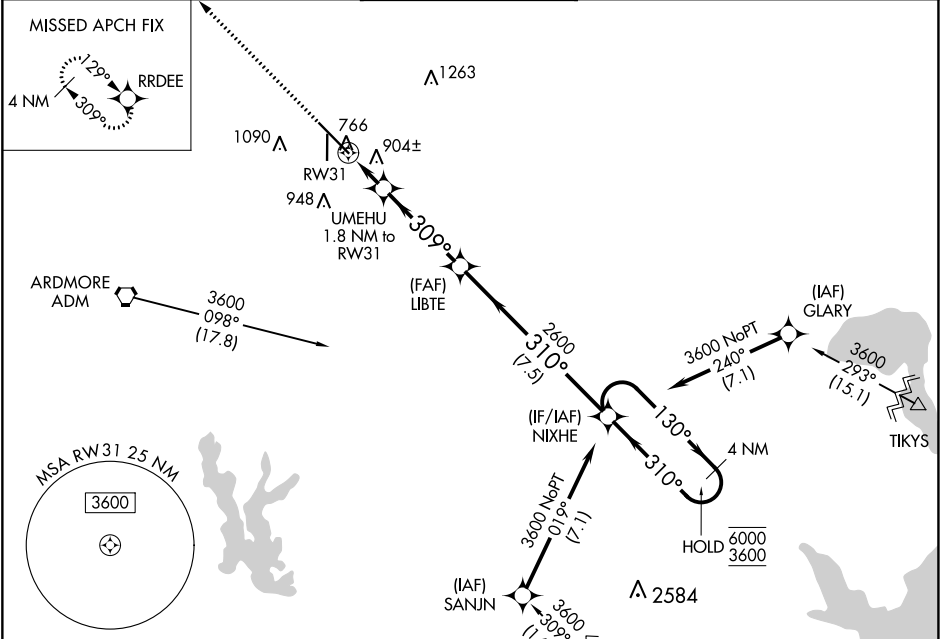 MISSED APCH FIX
129°
RRDEE
4 NM
309°
1263
766
1090
904±
RW31
948
UMEHU
1.8 NM to
RW31
309°
ARDMORE
ADM
3600
098°
(17.8)
(FAF)
LIBTE
(IAF)
GLARY
2600
310°
(7.5)
3600 NoPT
240°
(7.1)
3600
293°
(15.1)
TIKYS
(IF/IAF)
NIXHE
130°
310°
4 NM
MSA RW31 25 NM
3600
3600 NoPT
019°
(7.1)
HOLD
6000
3600
(IAF)
SANJN
2584
3600
309°